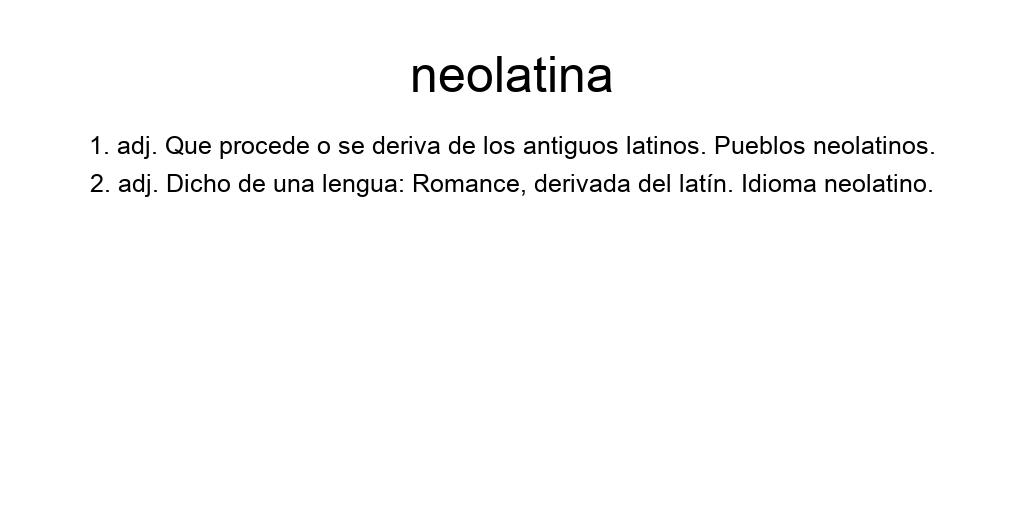 neolatina
1. adj. Que procede o se deriva de los antiguos latinos. Pueblos neolatinos.
2. adj. Dicho de una lengua: Romance, derivada del latín. Idioma neolatino.